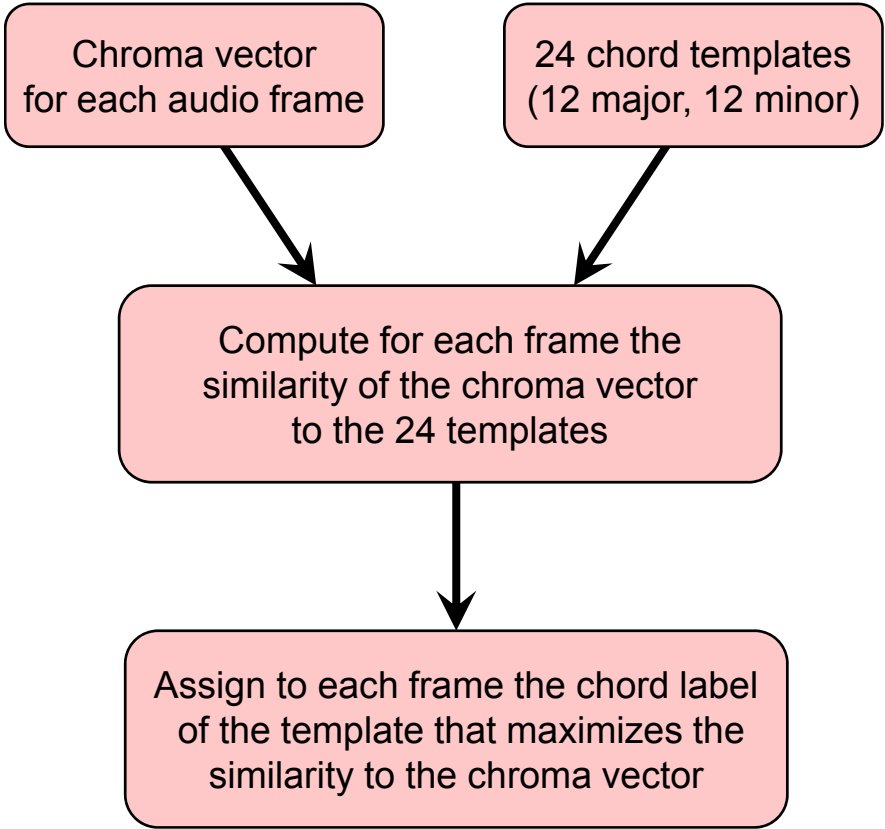 Chroma vector
for each audio frame
24 chord templates
(12 major, 12 minor)
Compute for each frame the
similarity of the chroma vector
to the 24 templates
Assign to each frame the chord label
of the template that maximizes the
similarity to the chroma vector